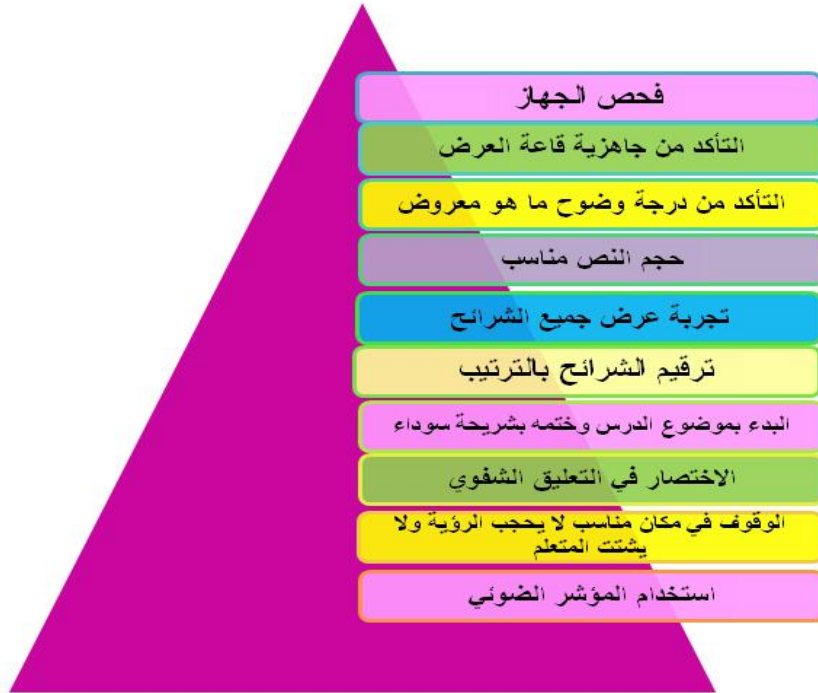 فحص الجهاز
التأكد من جاهزية قاعة العرض
التأكد من درجة وضوح ما هو معروض
حجم النص مناسب
تجربة عرض جميع الشرائح
ترقيم الشرائح بالترتيب
البدء بموضوع الدرس وختمه بشريحة سوداء
الاختصار في التعليق الشفوي
الوقوف في مكان مناسب لا يحجب الرؤية ولا
يشتت المتعلم
استخدام المؤشر الضوئي